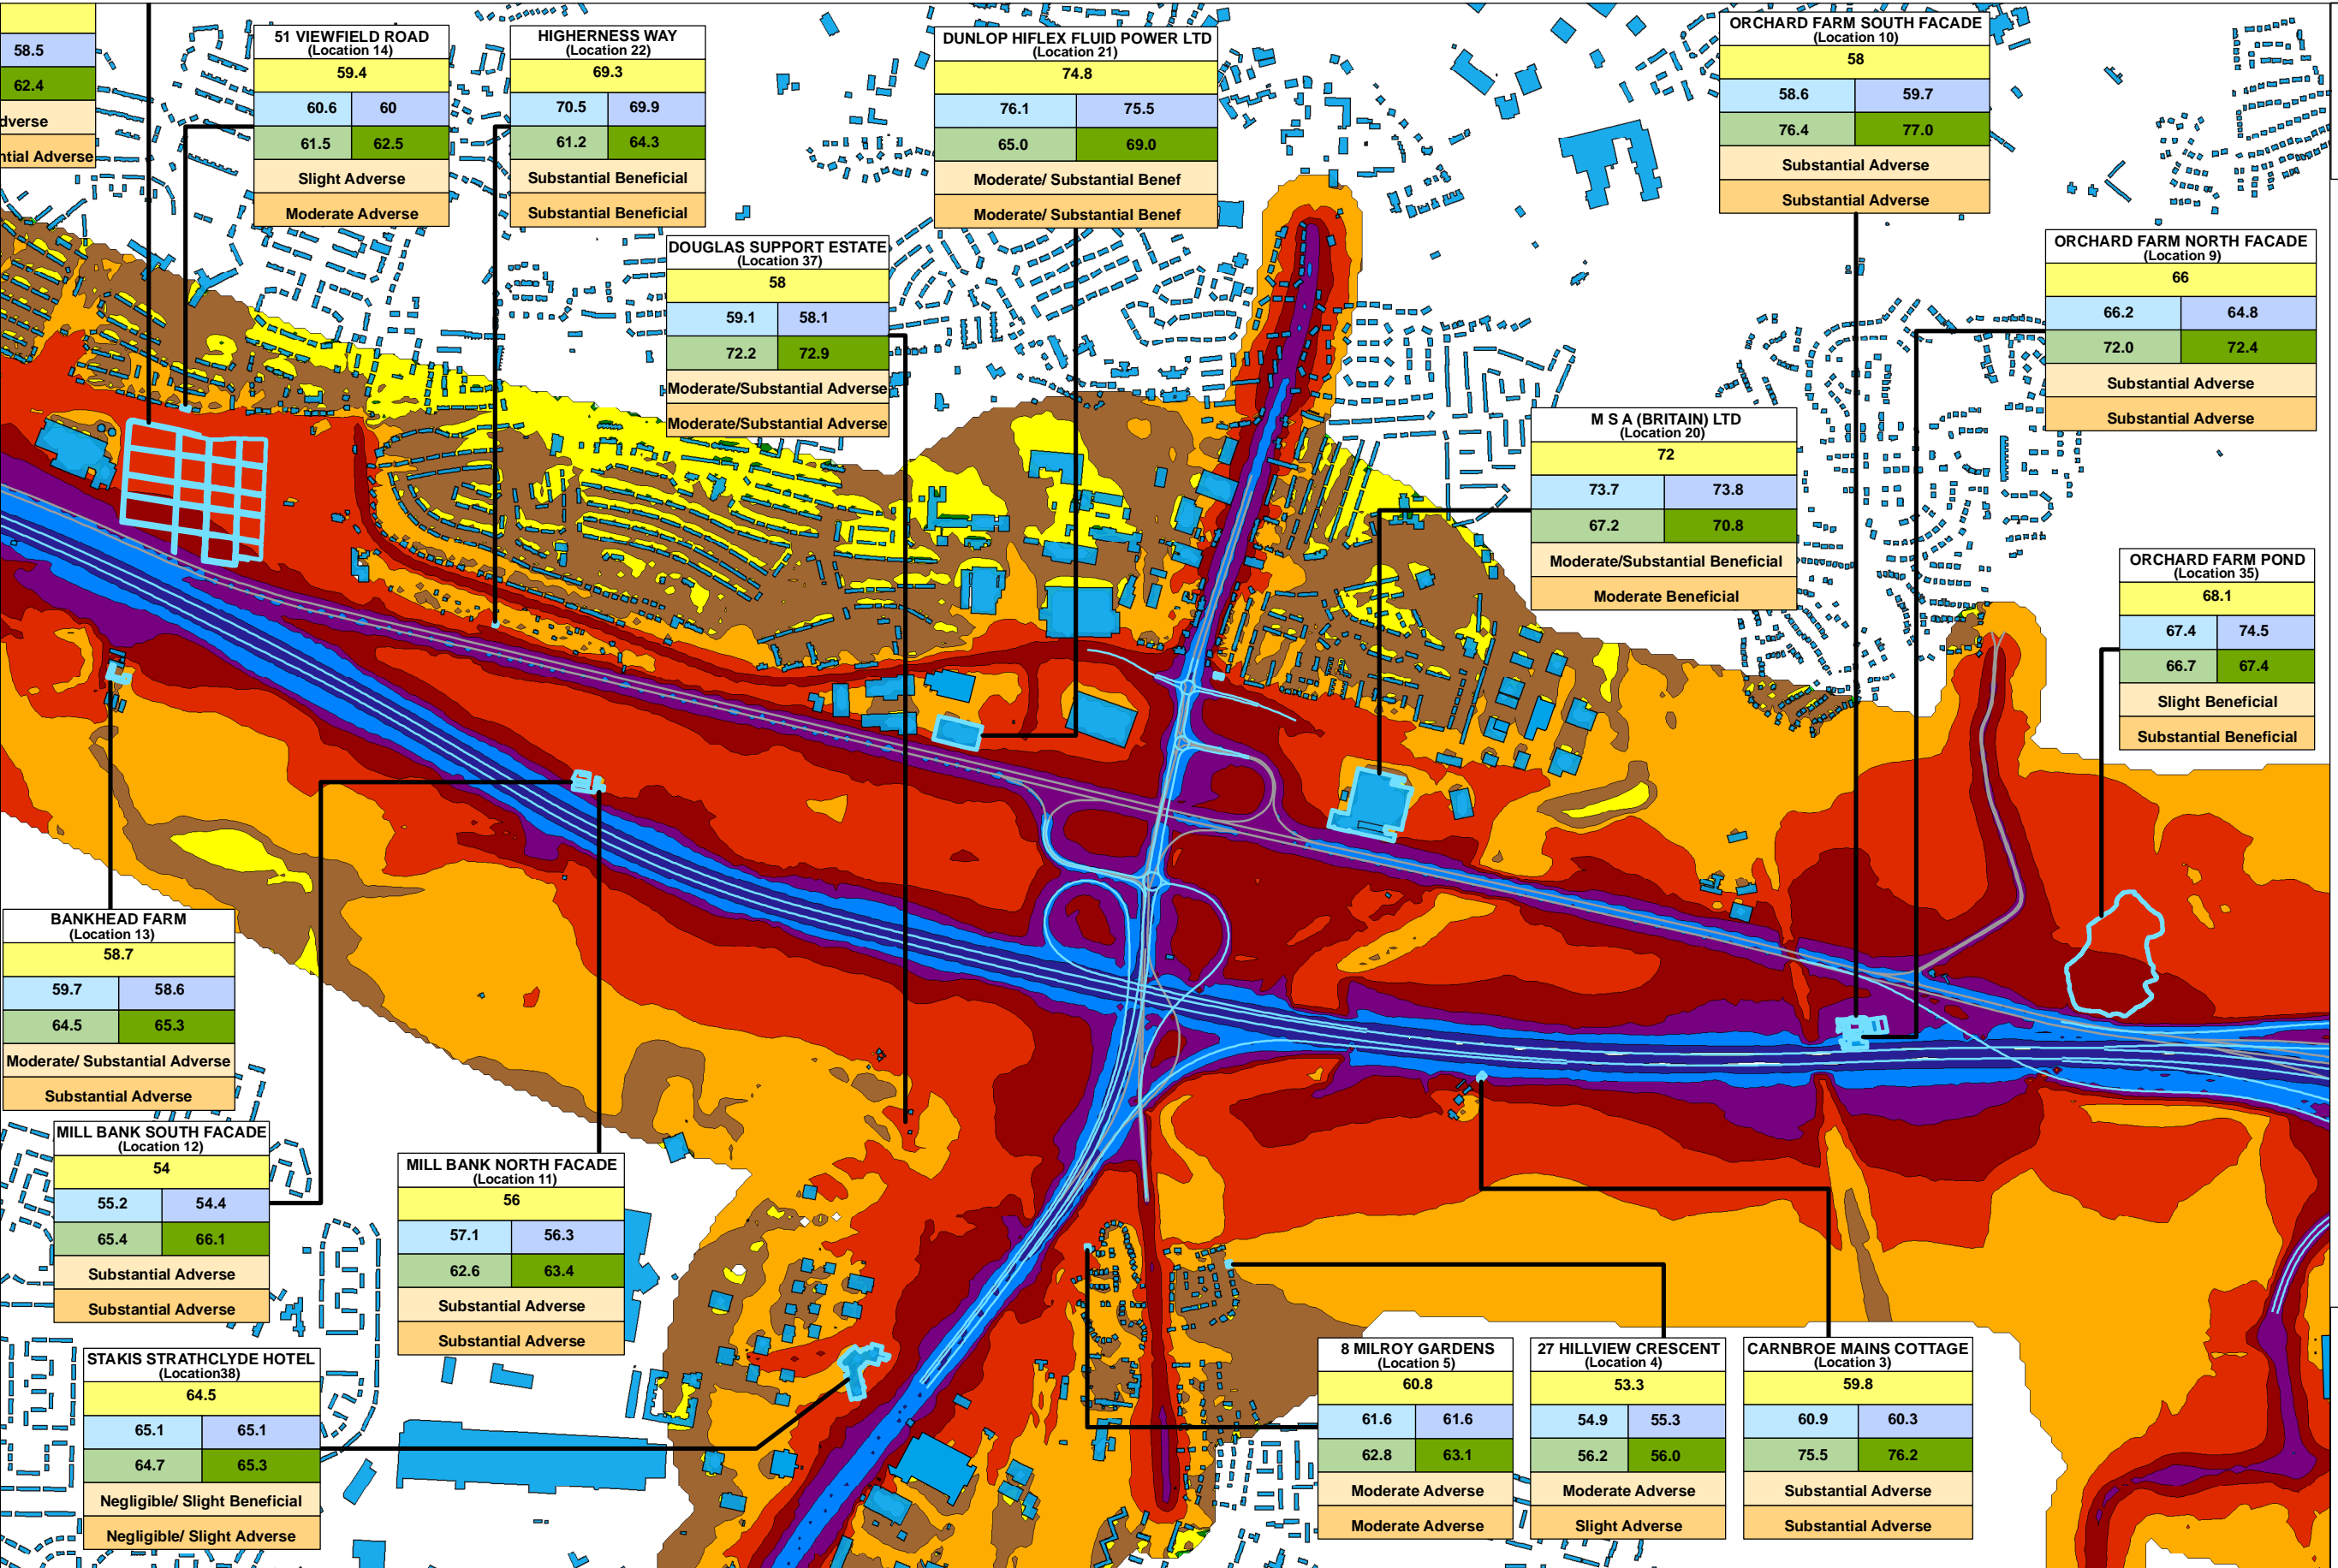 58.5
62.4
dverse
ntial Adverse
51 VIEWFIELD ROAD
(Location 14)
59.4
60.6 60
61.5 62.5
Slight Adverse
Moderate Adverse
HIGHERNESS WAY
(Location 22)
69.3
70.5 69.9
61.2 64.3
Substantial Beneficial
Substantial Beneficial
DUNLOP HIFLEX FLUID POWER LTD
(Location 21)
74.8
76.1 75.5
65.0 69.0
Moderate/ Substantial Benef
Moderate/ Substantial Benef
ORCHARD FARM SOUTH FACADE
(Location 10)
58
58.6 59.7
76.4 77.0
Substantial Adverse
Substantial Adverse
DOUGLAS SUPPORT ESTATE
(Location 37)
58
59.1 58.1
72.2 72.9
Moderate/Substantial Adverse
Moderate/Substantial Adverse
ORCHARD FARM NORTH FACADE
(Location 9)
66
66.2 64.8
72.0 72.4
Substantial Adverse
Substantial Adverse
M S A (BRITAIN) LTD
(Location 20)
72
73.7 73.8
67.2 70.8
Moderate/Substantial Beneficial
Moderate Beneficial
ORCHARD FARM POND
(Location 35)
68.1
67.4 74.5
66.7 67.4
Slight Beneficial
Substantial Beneficial
BANKHEAD FARM
(Location 13)
58.7
59.7 58.6
64.5 65.3
Moderate/ Substantial Adverse
Substantial Adverse
MILL BANK SOUTH FACADE
(Location 12)
54
55.2 54.4
65.4 66.1
Substantial Adverse
Substantial Adverse
MILL BANK NORTH FACADE
(Location 11)
56
57.1 56.3
62.6 63.4
Substantial Adverse
Substantial Adverse
STAKIS STRATHCLYDE HOTEL
(Location38)
64.5
65.1 65.1
64.7 65.3
Negligible/ Slight Beneficial
Negligible/ Slight Adverse
8 MILROY GARDENS
(Location 5)
60.8
61.6 61.6
62.8 63.1
Moderate Adverse
Moderate Adverse
27 HILLVIEW CRESCENT
(Location 4)
53.3
54.9 55.3
56.2 56.0
Moderate Adverse
Slight Adverse
CARNBROE MAINS COTTAGE
(Location 3)
59.8
60.9 60.3
75.5 76.2
Substantial Adverse
Substantial Adverse